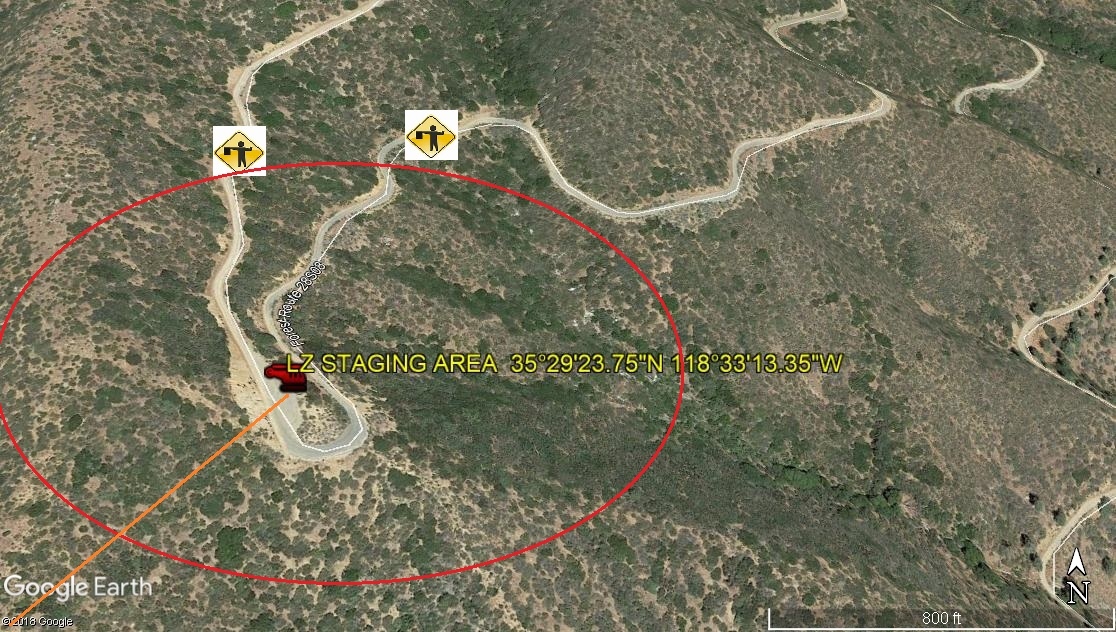 Forest Route 28S08
LZ STAGING AREA 35°29'23.75"N 118°33'13.35"W
Google Earth
©2018 Google
N
800 ft